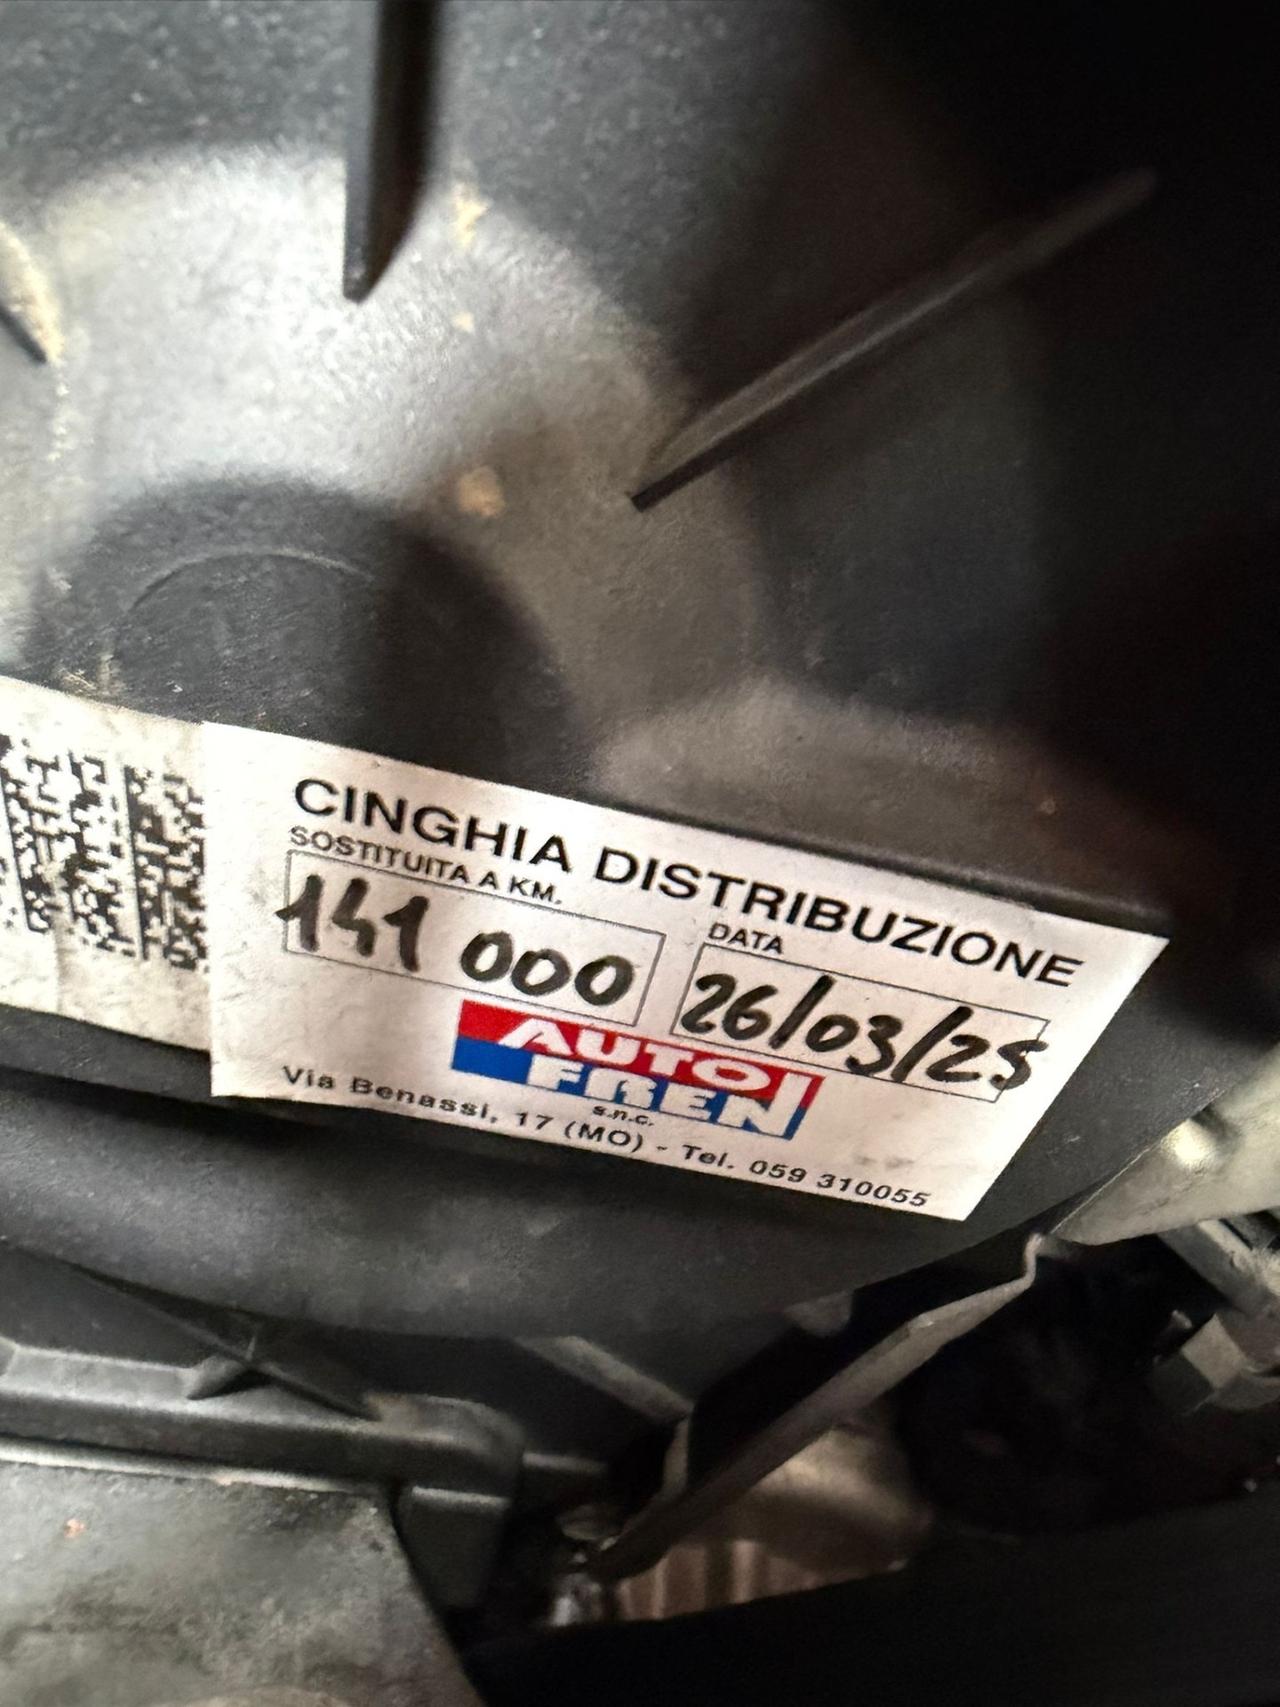 CINGHIA DISTRIBUZIONE
SOSTITUITA A KM.
141 000
DATA
26/03/25
AUTO
FREN
s.n.c.
Via Benassi, 17 (MO) - Tel. 059 310055